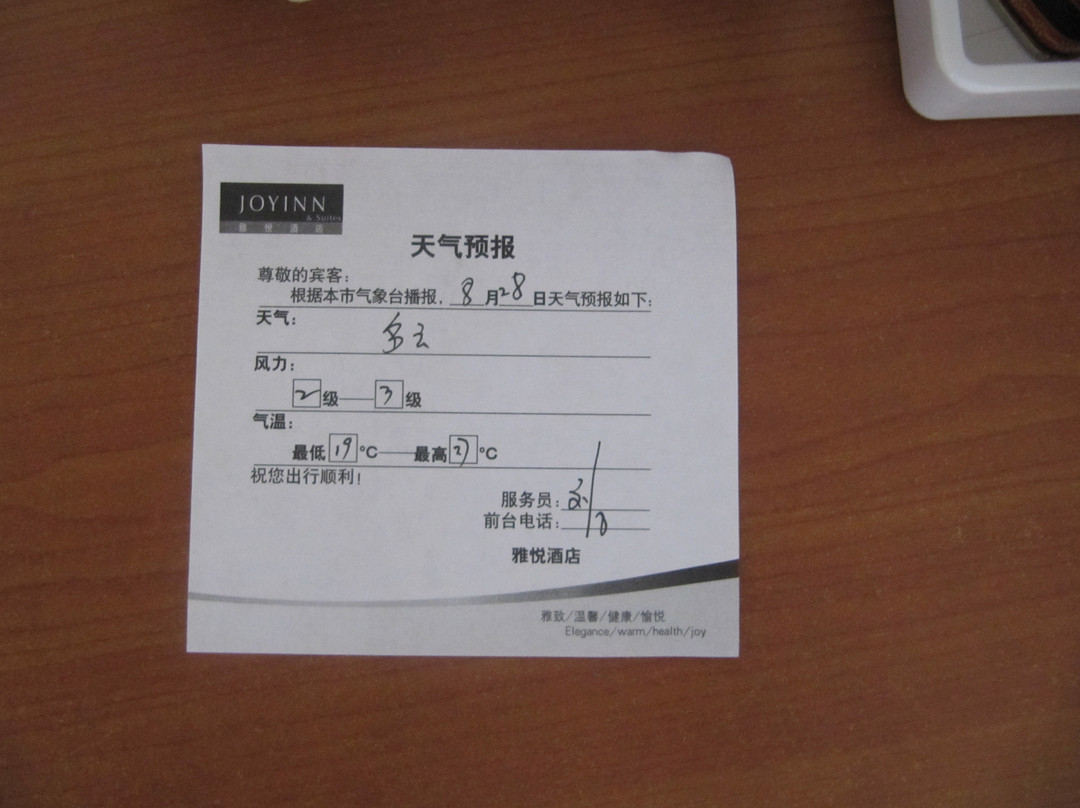 JOYINN
& Suites
雅悦酒店
天气预报
尊敬的宾客：
根据本市气象台播报，8月28日天气预报如下：
天气：
多云
风力：
2级——3级
气温：
最低19℃——最高27℃
祝您出行顺利！
服务员：刘
前台电话：
雅悦酒店
雅致/温馨/健康/愉悦
Elegance/warm/health/joy